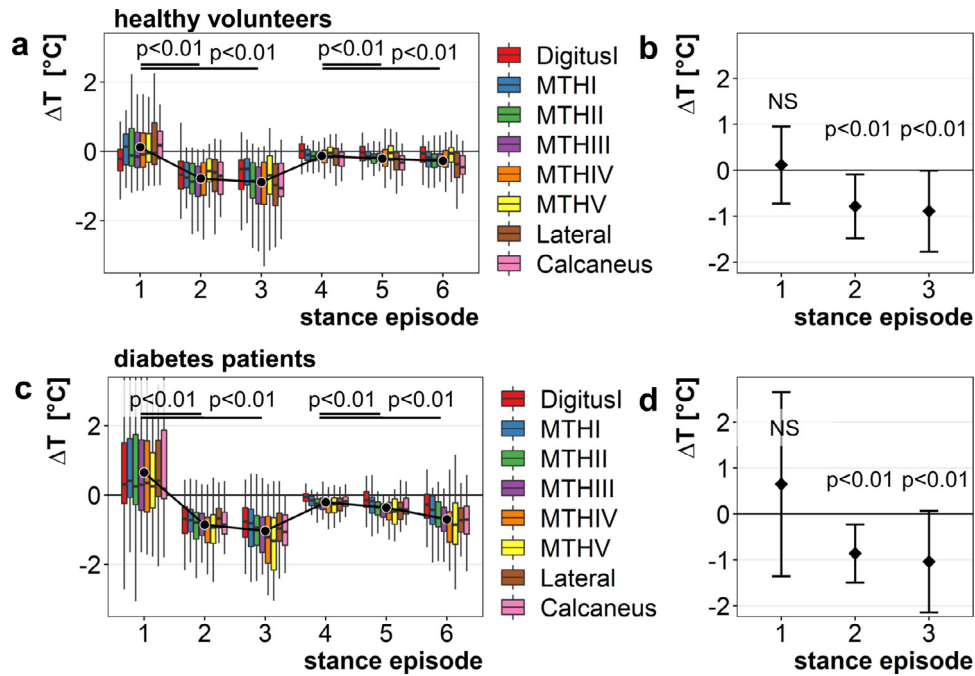 healthy volunteers
a
ΔT [°C]
2
0
-2
p<0.01
p<0.01
p<0.01
p<0.01
1 2 3 4 5 6
stance episode
DigitusI
MTHI
MTHII
MTHIII
MTHIV
MTHV
Lateral
Calcaneus
b
ΔT [°C]
2
1
0
-1
-2
NS
p<0.01
p<0.01
1 2 3
stance episode
diabetes patients
c
ΔT [°C]
2
0
-2
p<0.01
p<0.01
p<0.01
p<0.01
1 2 3 4 5 6
stance episode
DigitusI
MTHI
MTHII
MTHIII
MTHIV
MTHV
Lateral
Calcaneus
d
ΔT [°C]
2
1
0
-1
-2
NS
p<0.01
p<0.01
1 2 3
stance episode